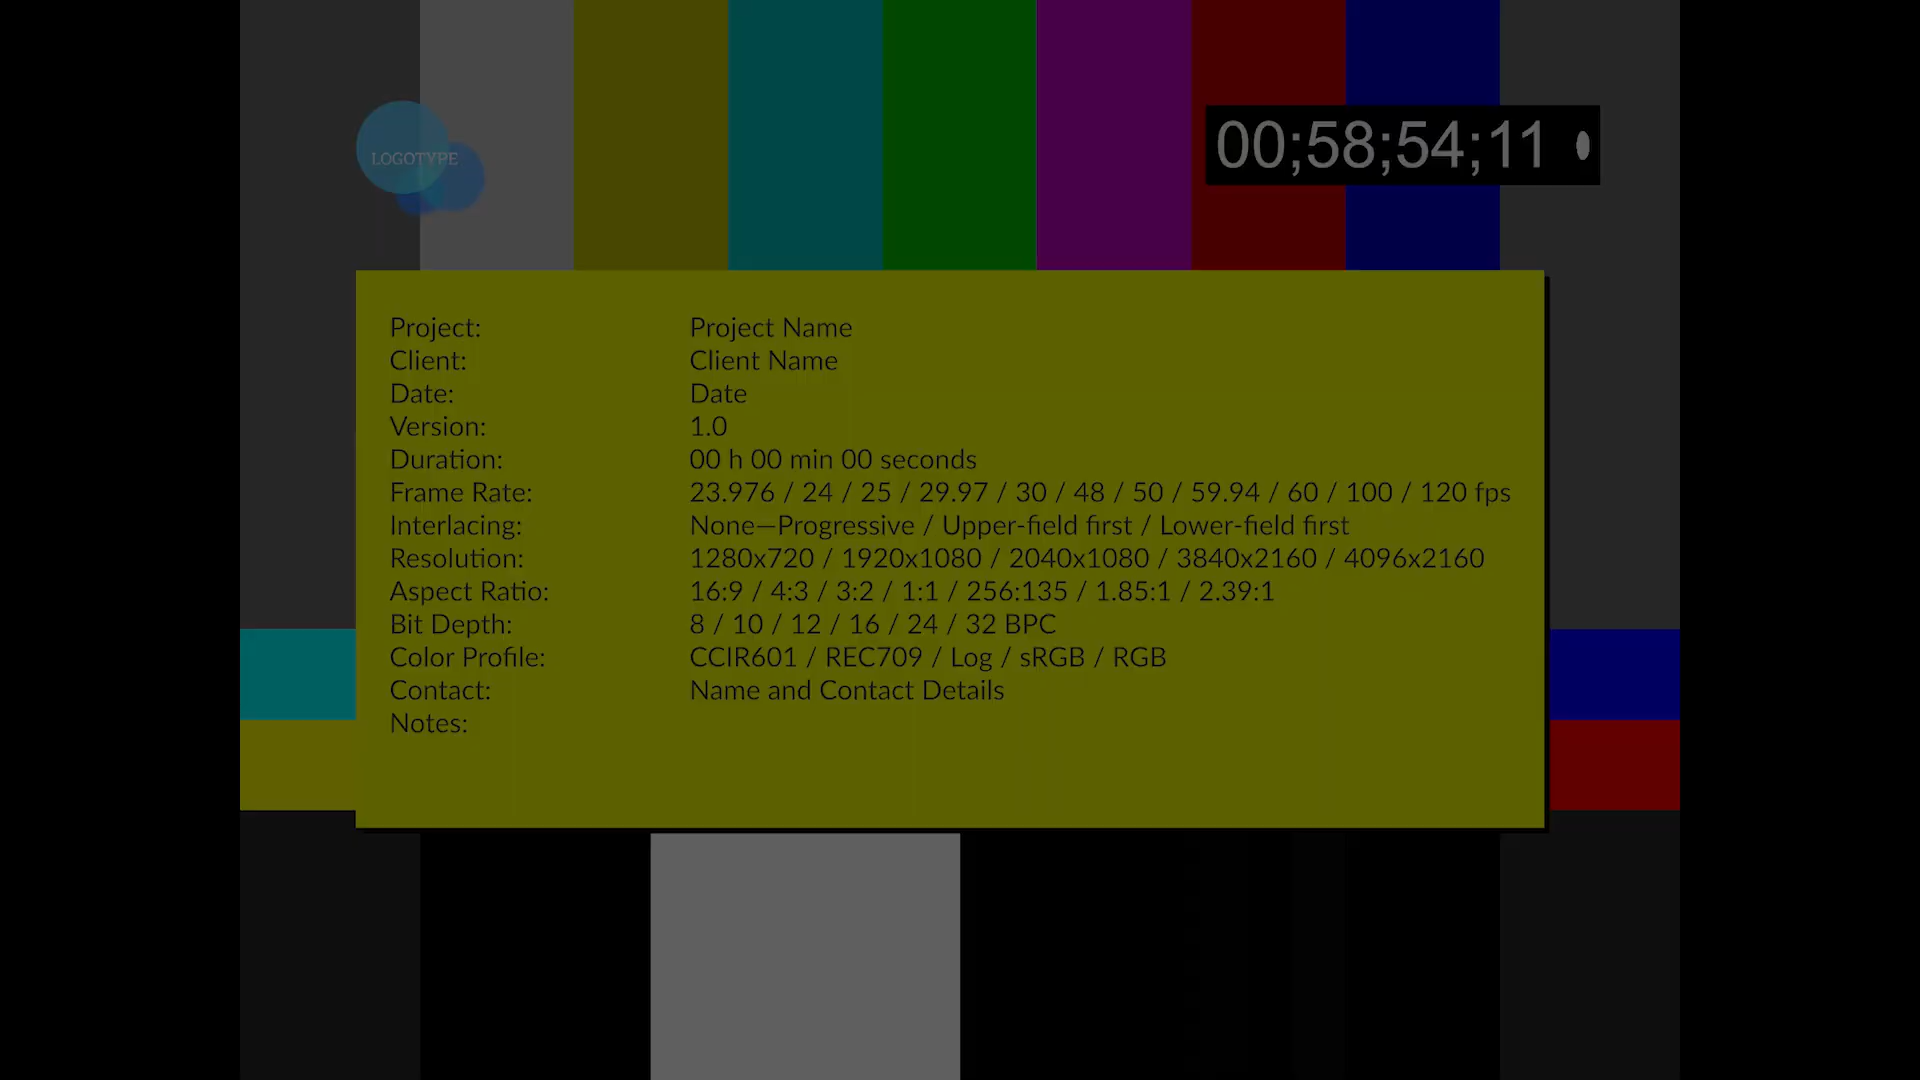 LOGOTYPE
00;58;54;11
Project: Project Name
Client: Client Name
Date: Date
Version: 1.0
Duration: 00 h 00 min 00 seconds
Frame Rate: 23.976 / 24 / 25 / 29.97 / 30 / 48 / 50 / 59.94 / 60 / 100 / 120 fps
Interlacing: None—Progressive / Upper-field first / Lower-field first
Resolution: 1280x720 / 1920x1080 / 2040x1080 / 3840x2160 / 4096x2160
Aspect Ratio: 16:9 / 4:3 / 3:2 / 1:1 / 256:135 / 1.85:1 / 2.39:1
Bit Depth: 8 / 10 / 12 / 16 / 24 / 32 BPC
Color Profile: CCIR601 / REC709 / Log / sRGB / RGB
Contact: Name and Contact Details
Notes: